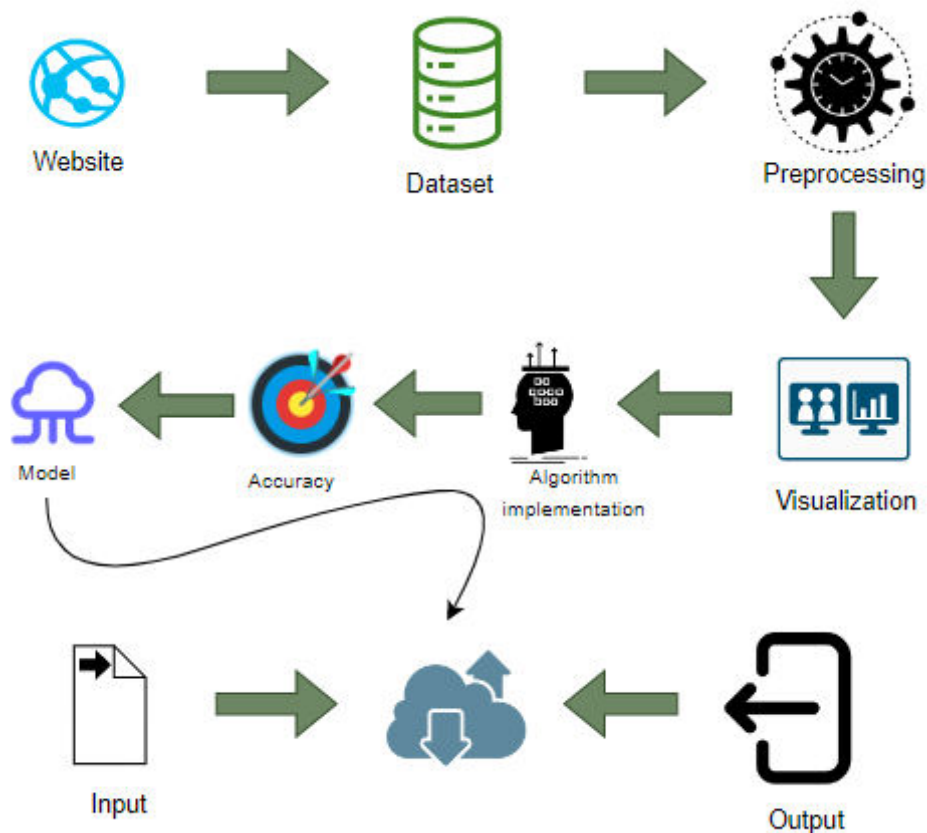 Website
Dataset
Preprocessing
Model
Accuracy
Algorithm
implementation
Visualization
Input
Output